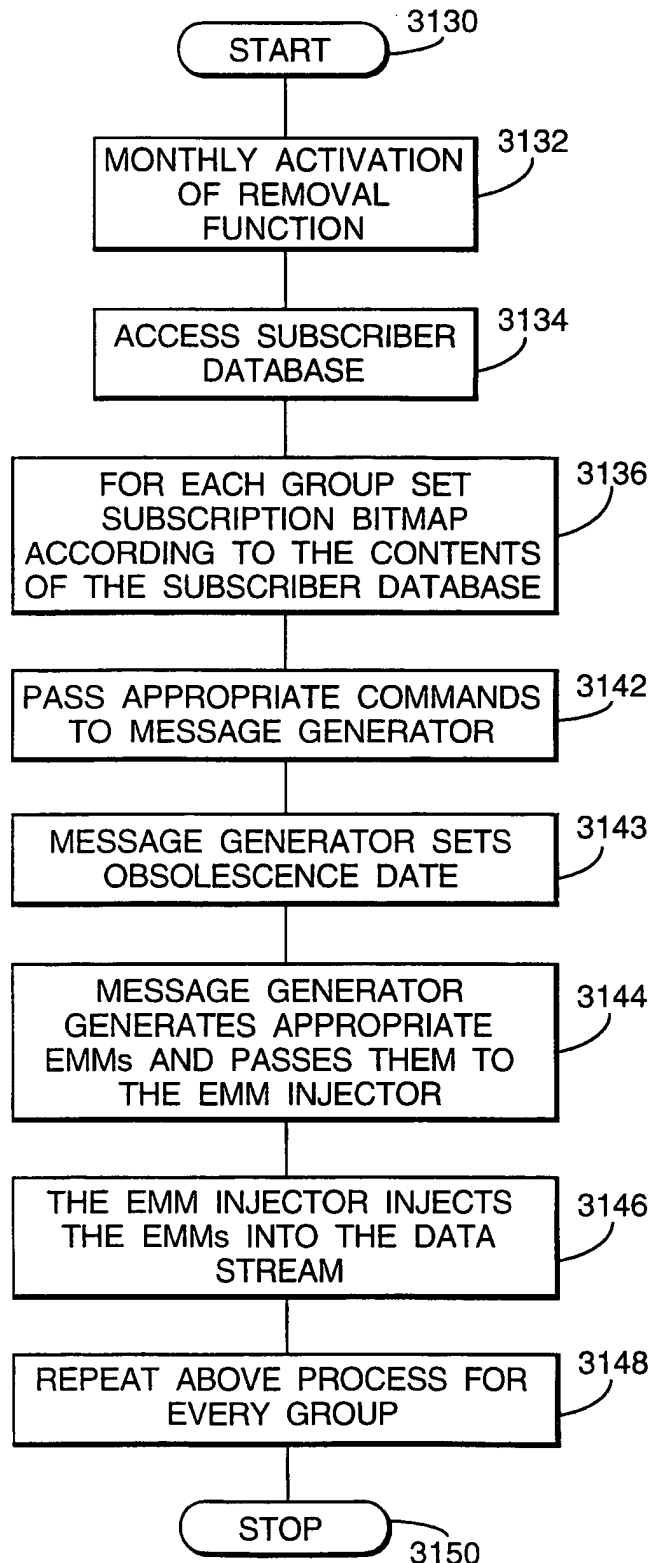 3130
START
3132
MONTHLY ACTIVATION
OF REMOVAL
FUNCTION
3134
ACCESS SUBSCRIBER
DATABASE
3136
FOR EACH GROUP SET
SUBSCRIPTION BITMAP
ACCORDING TO THE CONTENTS
OF THE SUBSCRIBER DATABASE
3142
PASS APPROPRIATE COMMANDS
TO MESSAGE GENERATOR
3143
MESSAGE GENERATOR SETS
OBSOLESCENCE DATE
3144
MESSAGE GENERATOR
GENERATES APPROPRIATE
EMMs AND PASSES THEM TO
THE EMM INJECTOR
3146
THE EMM INJECTOR INJECTS
THE EMMs INTO THE DATA
STREAM
3148
REPEAT ABOVE PROCESS FOR
EVERY GROUP
STOP
3150